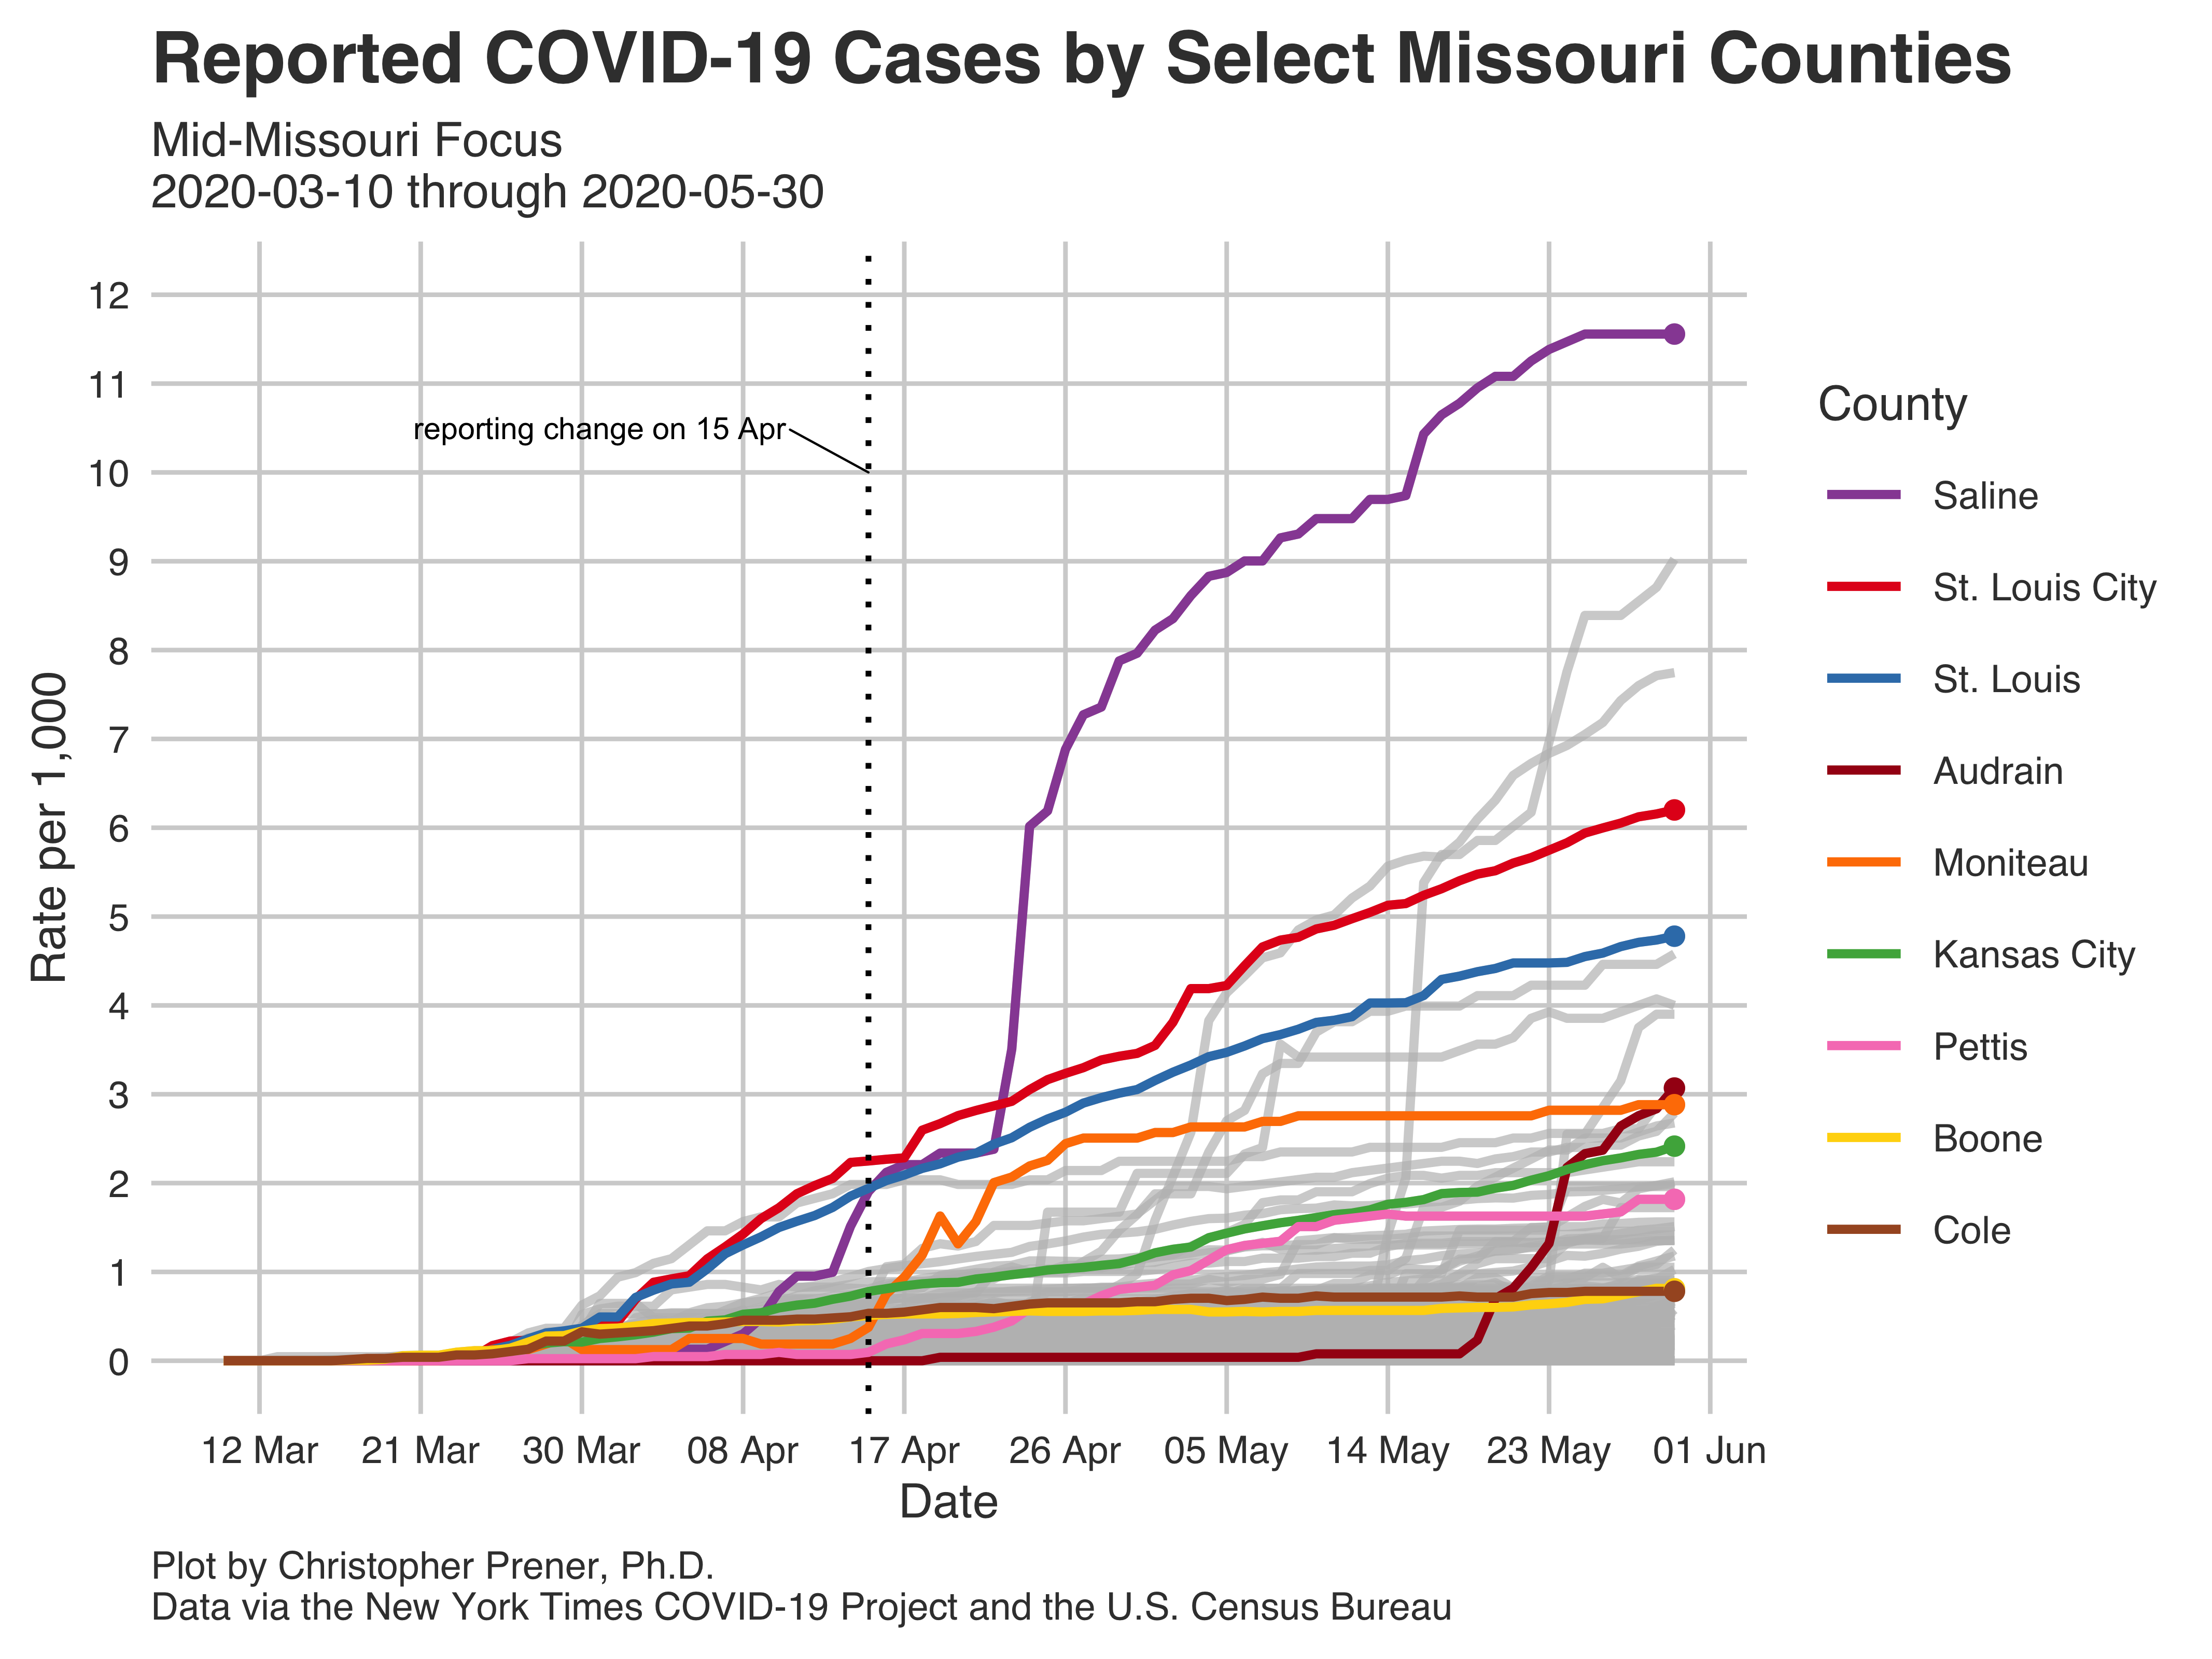 Reported COVID-19 Cases by Select Missouri Counties
Mid-Missouri Focus
2020-03-10 through 2020-05-30
12
11
10
9
8
7
6
5
4
3
2
1
0
Rate per 1,000
reporting change on 15 Apr
12 Mar
21 Mar
30 Mar
08 Apr
17 Apr
26 Apr
05 May
14 May
23 May
01 Jun
Date
County
Saline
St. Louis City
St. Louis
Audrain
Moniteau
Kansas City
Pettis
Boone
Cole
Plot by Christopher Prener, Ph.D.
Data via the New York Times COVID-19 Project and the U.S. Census Bureau